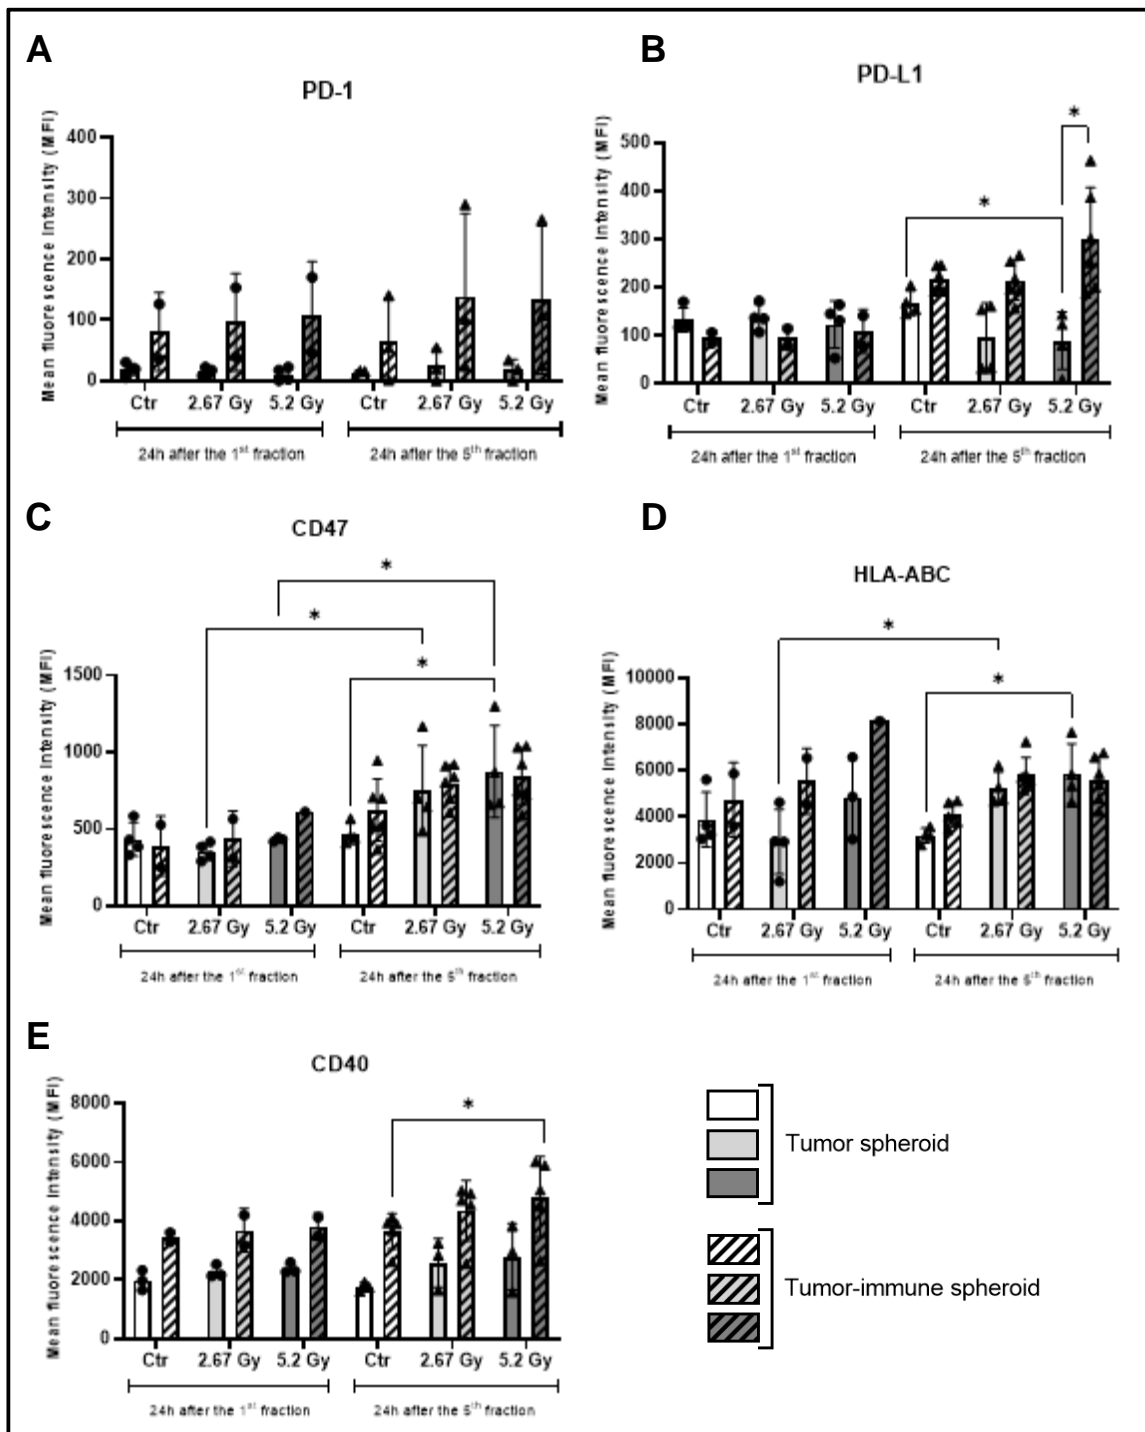 A
PD-1
Mean fluorescence Intensity (MFI)
400
300
200
100
0
Ctr 2.67 Gy 5.2 Gy Ctr 2.67 Gy 5.2 Gy
24h after the 1st fraction 24h after the 5th fraction
B
PD-L1
Mean fluorescence Intensity (MFI)
500
400
300
200
100
0
* *
Ctr 2.67 Gy 5.2 Gy Ctr 2.67 Gy 5.2 Gy
24h after the 1st fraction 24h after the 5th fraction
C
CD47
Mean fluorescence Intensity (MFI)
1500
1000
500
0
*
*
*
Ctr 2.67 Gy 5.2 Gy Ctr 2.67 Gy 5.2 Gy
24h after the 1st fraction 24h after the 5th fraction
D
HLA-ABC
Mean fluorescence Intensity (MFI)
10000
8000
6000
4000
2000
0
*
*
Ctr 2.67 Gy 5.2 Gy Ctr 2.67 Gy 5.2 Gy
24h after the 1st fraction 24h after the 5th fraction
E
CD40
Mean fluorescence Intensity (MFI)
8000
6000
4000
2000
0
*
Ctr 2.67 Gy 5.2 Gy Ctr 2.67 Gy 5.2 Gy
24h after the 1st fraction 24h after the 5th fraction
Tumor spheroid
Tumor-immune spheroid